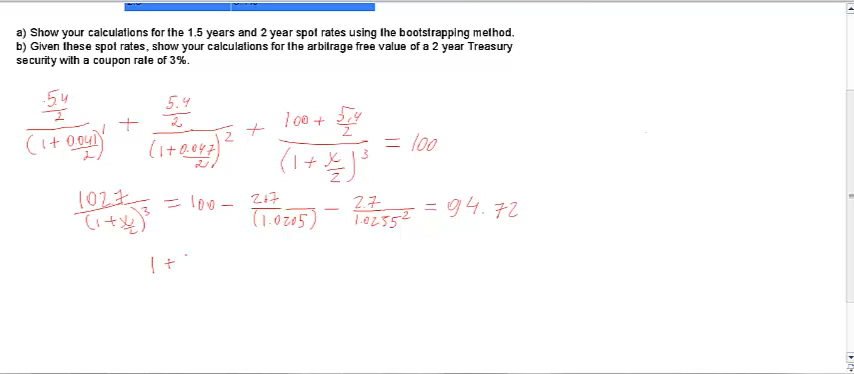 a) Show your calculations for the 1.5 years and 2 year spot rates using the bootstrapping method.
b) Given these spot rates, show your calculations for the arbitrage free value of a 2 year Treasury
security with a coupon rate of 3%.
.54/2 / (1 + 0.041/2)^1 + 5.4/2 / (1 + 0.047/2)^2 + 100 + 5.4/2 / (1 + x/2)^3 = 100
102.7 / (1 + x/2)^3 = 100 - 2.7 / (1.0205) - 2.7 / 1.0255^2 = 94.72
1 +